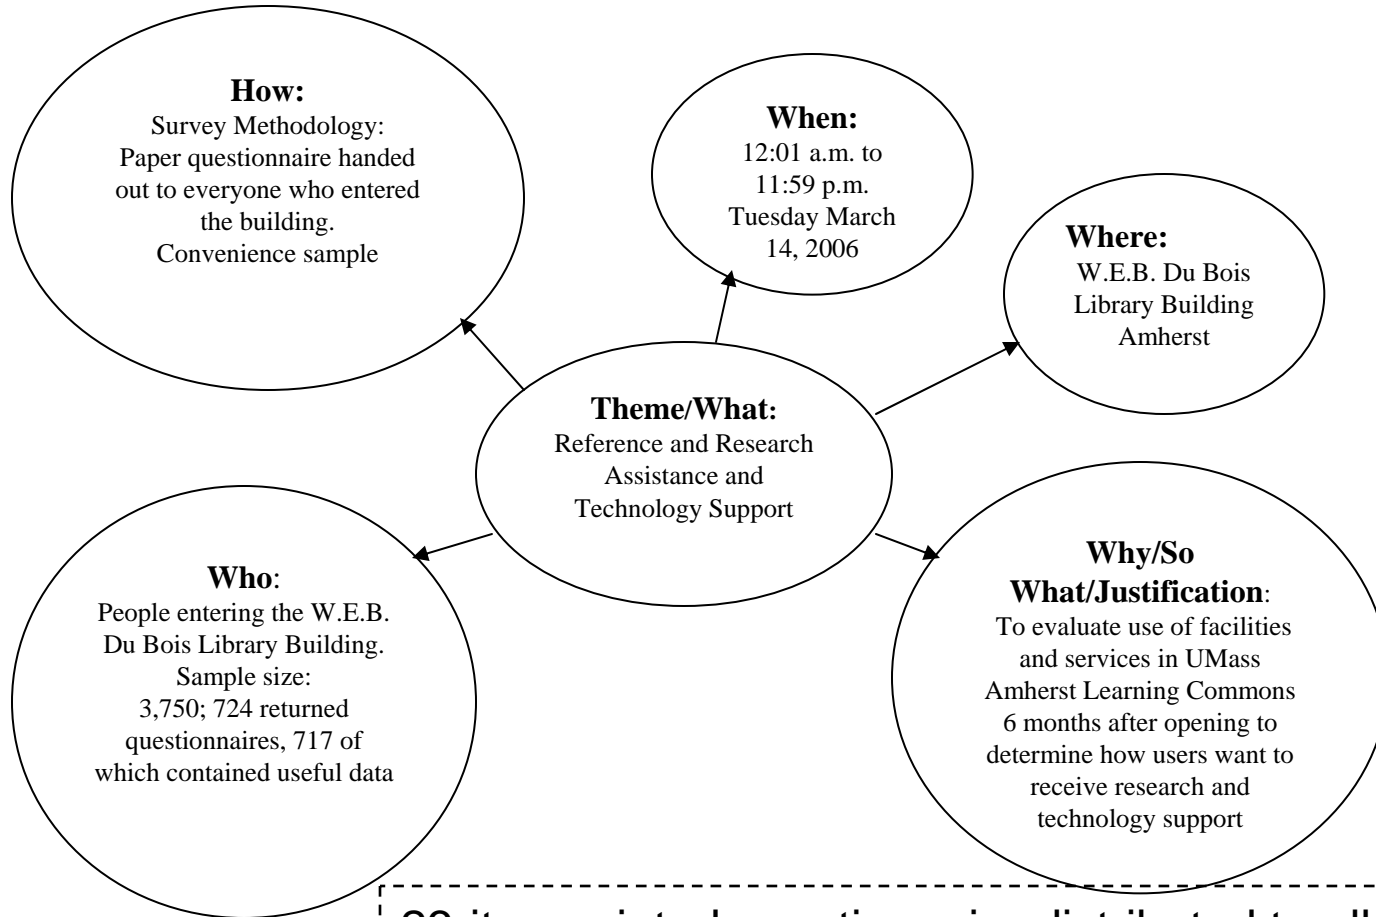 How:
Survey Methodology:
Paper questionnaire handed
out to everyone who entered
the building.
Convenience sample
When:
12:01 a.m. to
11:59 p.m.
Tuesday March
14, 2006
Where:
W.E.B. Du Bois
Library Building
Amherst
Theme/What:
Reference and Research
Assistance and
Technology Support
Who:
People entering the W.E.B.
Du Bois Library Building.
Sample size:
3,750; 724 returned
questionnaires, 717 of
which contained useful data
Why/So
What/Justification:
To evaluate use of facilities
and services in UMass
Amherst Learning Commons
6 months after opening to
determine how users want to
receive research and
technology support